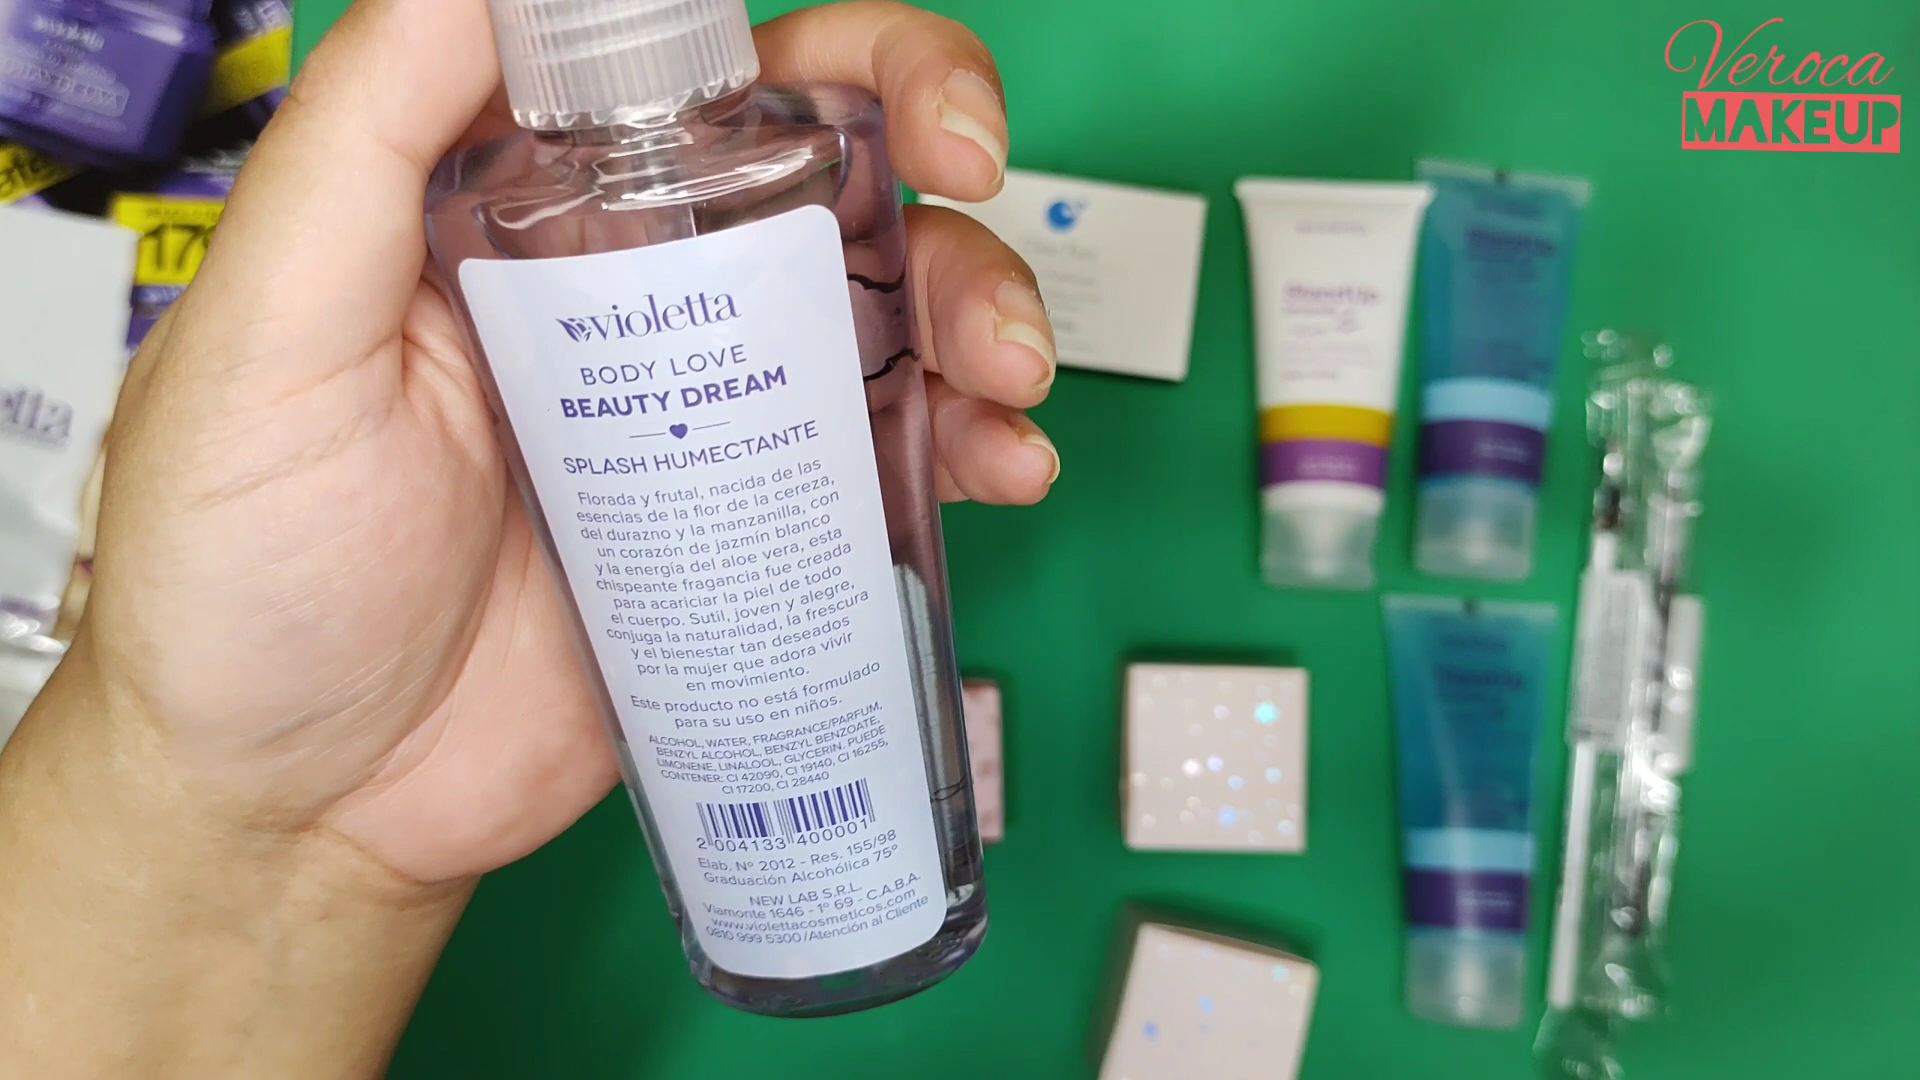 Veroca
MAKEUP
violetta
BODY LOVE
BEAUTY DREAM
SPLASH HUMECTANTE
Florada y frutal, nacida de las
esencias de la flor de la cereza,
del durazno y la manzanilla, con
un corazón de jazmín blanco
y la energía del aloe vera, esta
chispeante fragancia fue creada
para acariciar la piel de todo
el cuerpo. Sutil, joven y alegre,
conjuga la naturalidad, la frescura
y el bienestar tan deseados
por la mujer que adora vivir
en movimiento.
Este producto no está formulado
para su uso en niños.
ALCOHOL, WATER, FRAGRANCE/PARFUM,
BENZYL ALCOHOL, BENZYL BENZOATE,
LIMONENE, LINALOOL, GLYCERIN, PUEDE
CONTENER: CI 42090, CI 19140, CI 16255,
CI 17200, CI 28440
2 004133 400001
Elab. Nº 2012 - Res. 155/98
Graduación Alcohólica 75º
NEW LAB S.R.L.
Viamonte 1646 - 1º 69 - C.A.B.A.
www.violettacosmeticos.com
0810 999 5300 /Atención al Cliente
etta
17